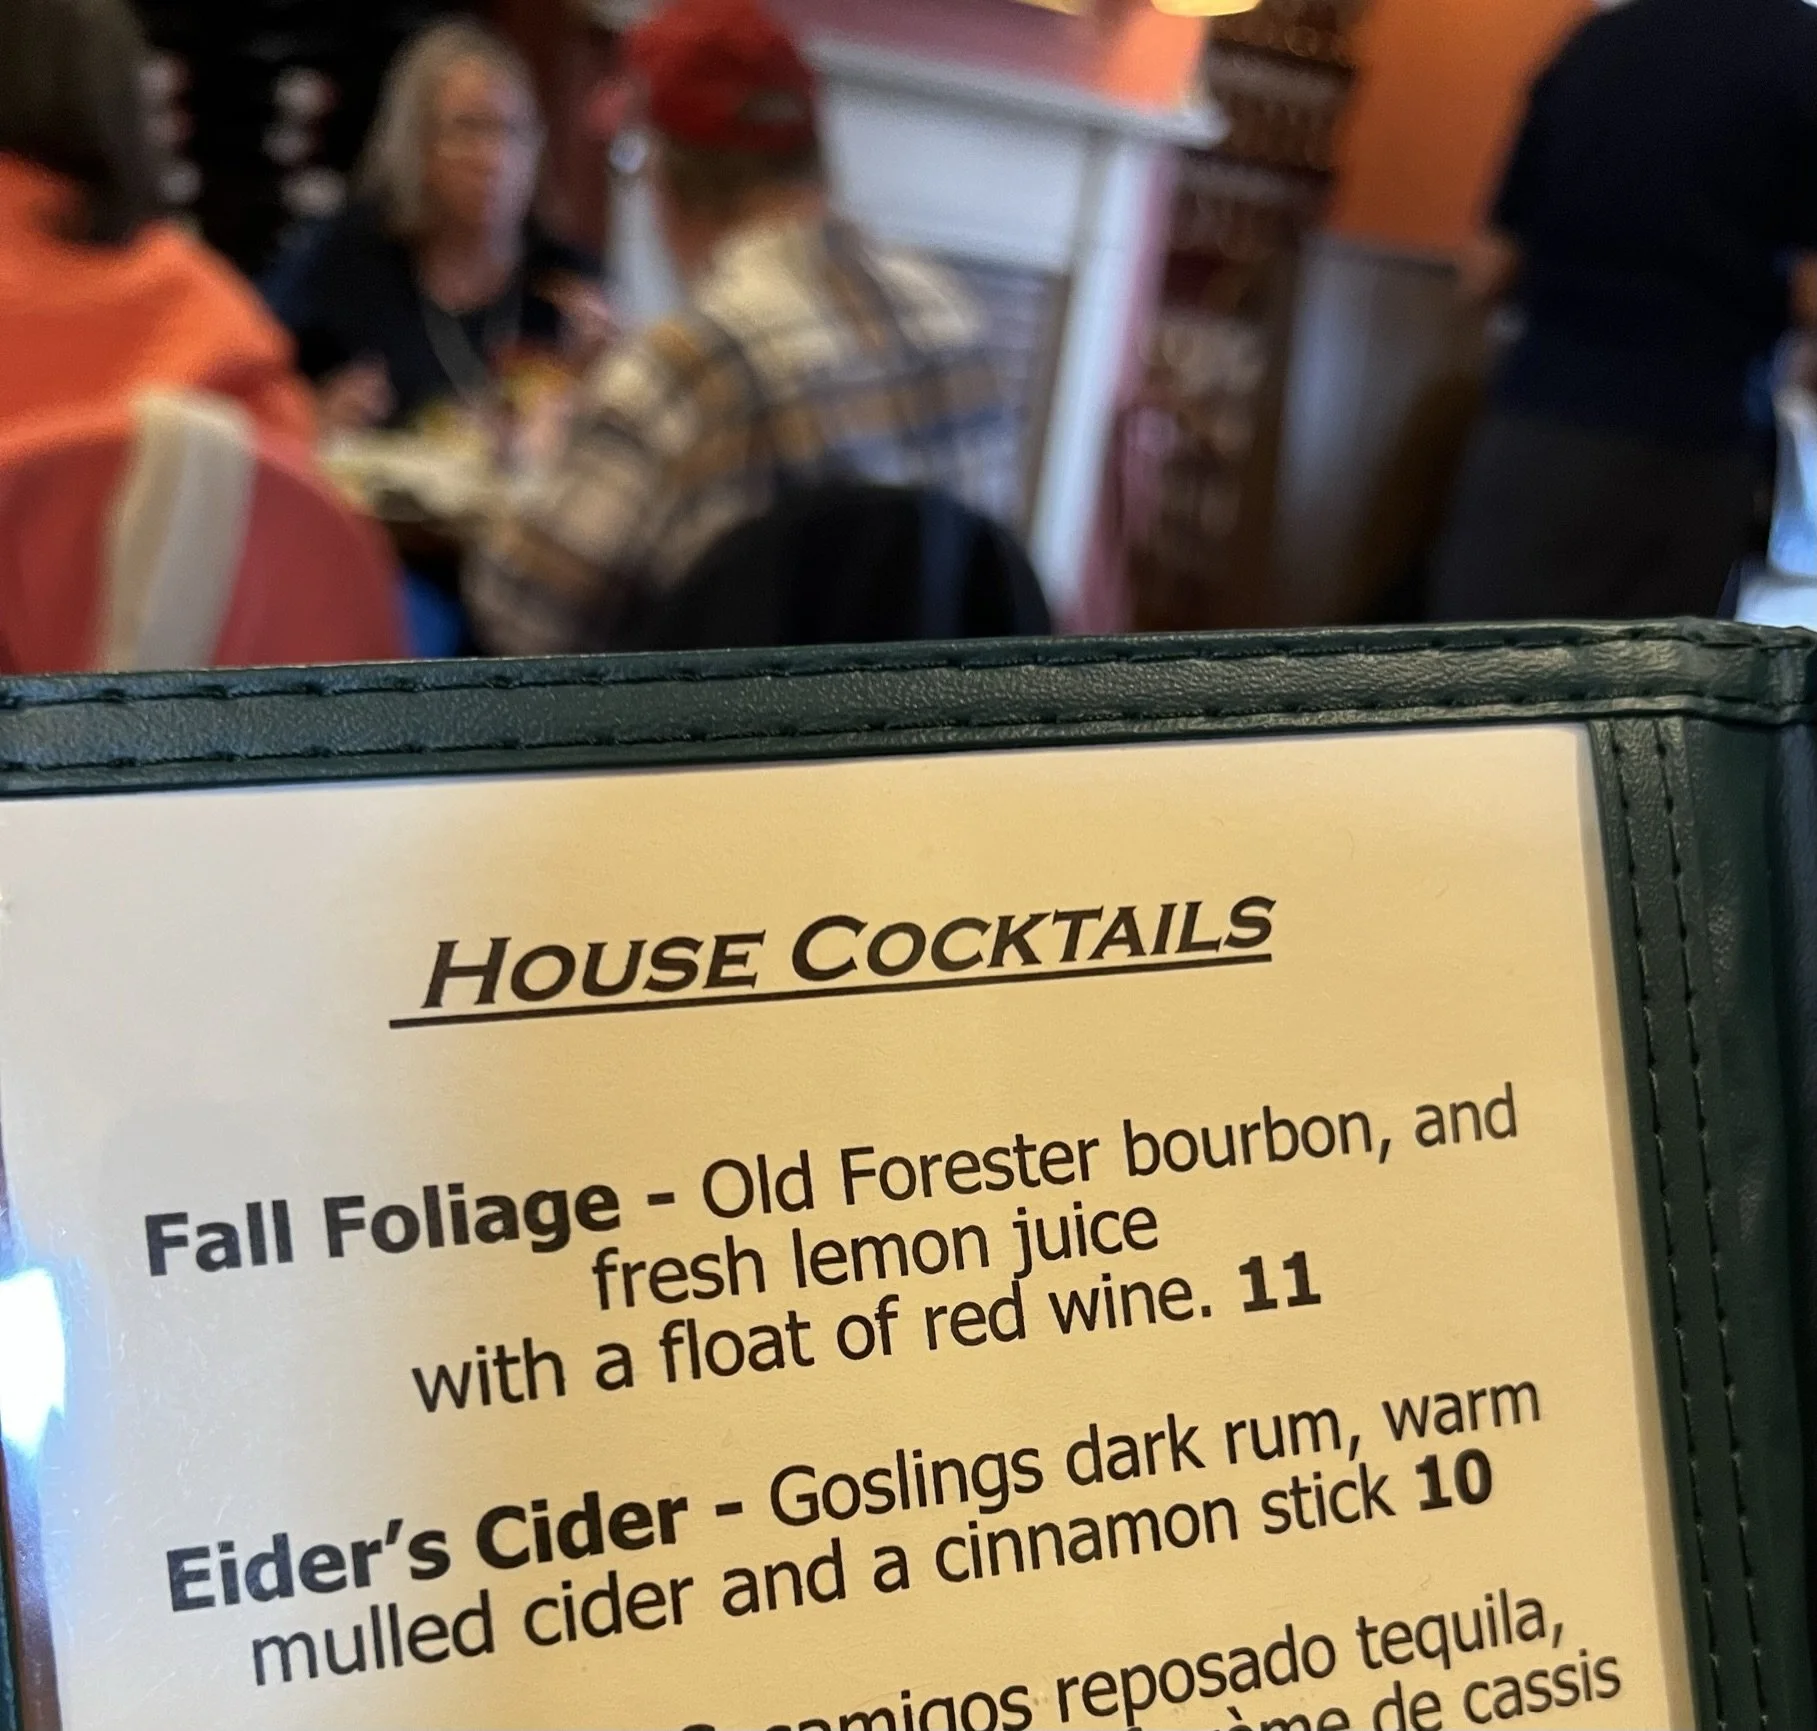 HOUSE COCKTAILS
Fall Foliage - Old Forester bourbon, and
fresh lemon juice
with a float of red wine. 11
Eider's Cider - Goslings dark rum, warm
mulled cider and a cinnamon stick 10
reposado tequila,
de cassis